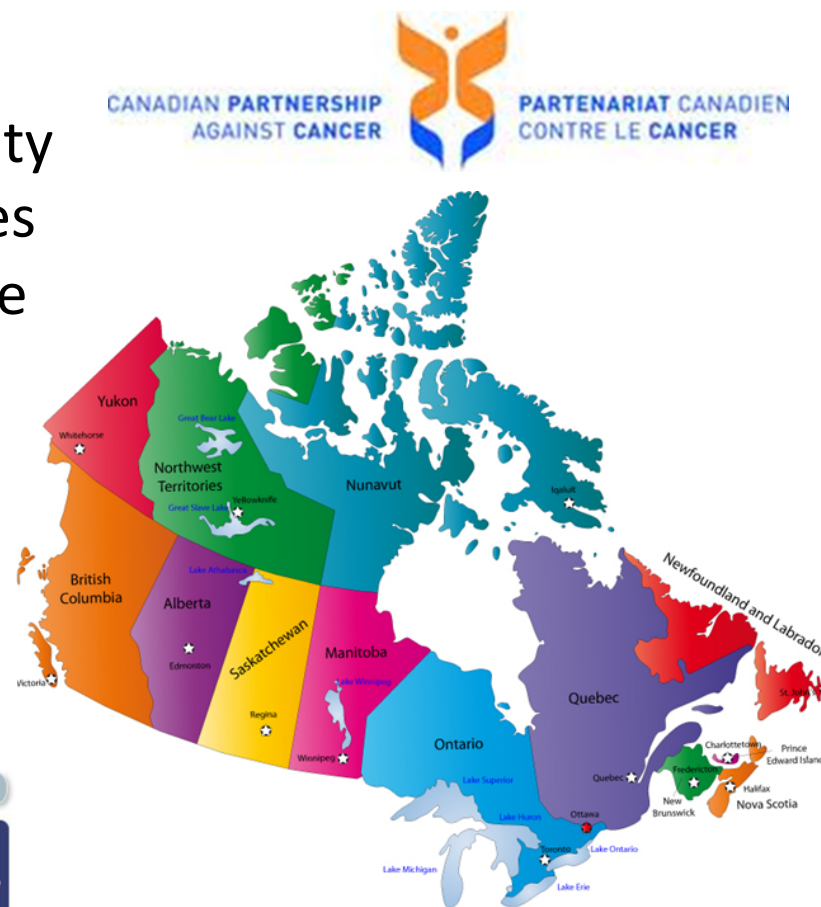 CANADIAN PARTNERSHIP
AGAINST CANCER
PARTENARIAT CANADIEN
CONTRE LE CANCER
ty
es
e
Yukon
Whitehorse
Great Bear Lake
Northwest
Territories
Yellowknife
Great Slave Lake
Nunavut
Iqaluit
Lake Athabasca
British
Columbia
Alberta
Edmonton
Victoria
Saskatchewan
Regina
Manitoba
Lake Winnipeg
Winnipeg
Newfoundland and Labrador
St. John
Quebec
Quebec
Ontario
Lake Superior
Lake Huron
Ottawa
Toronto
Lake Ontario
Lake Michigan
Lake Erie
Charlottetown
Prince
Edward Island
Fredericton
New
Brunswick
Halifax
Nova Scotia